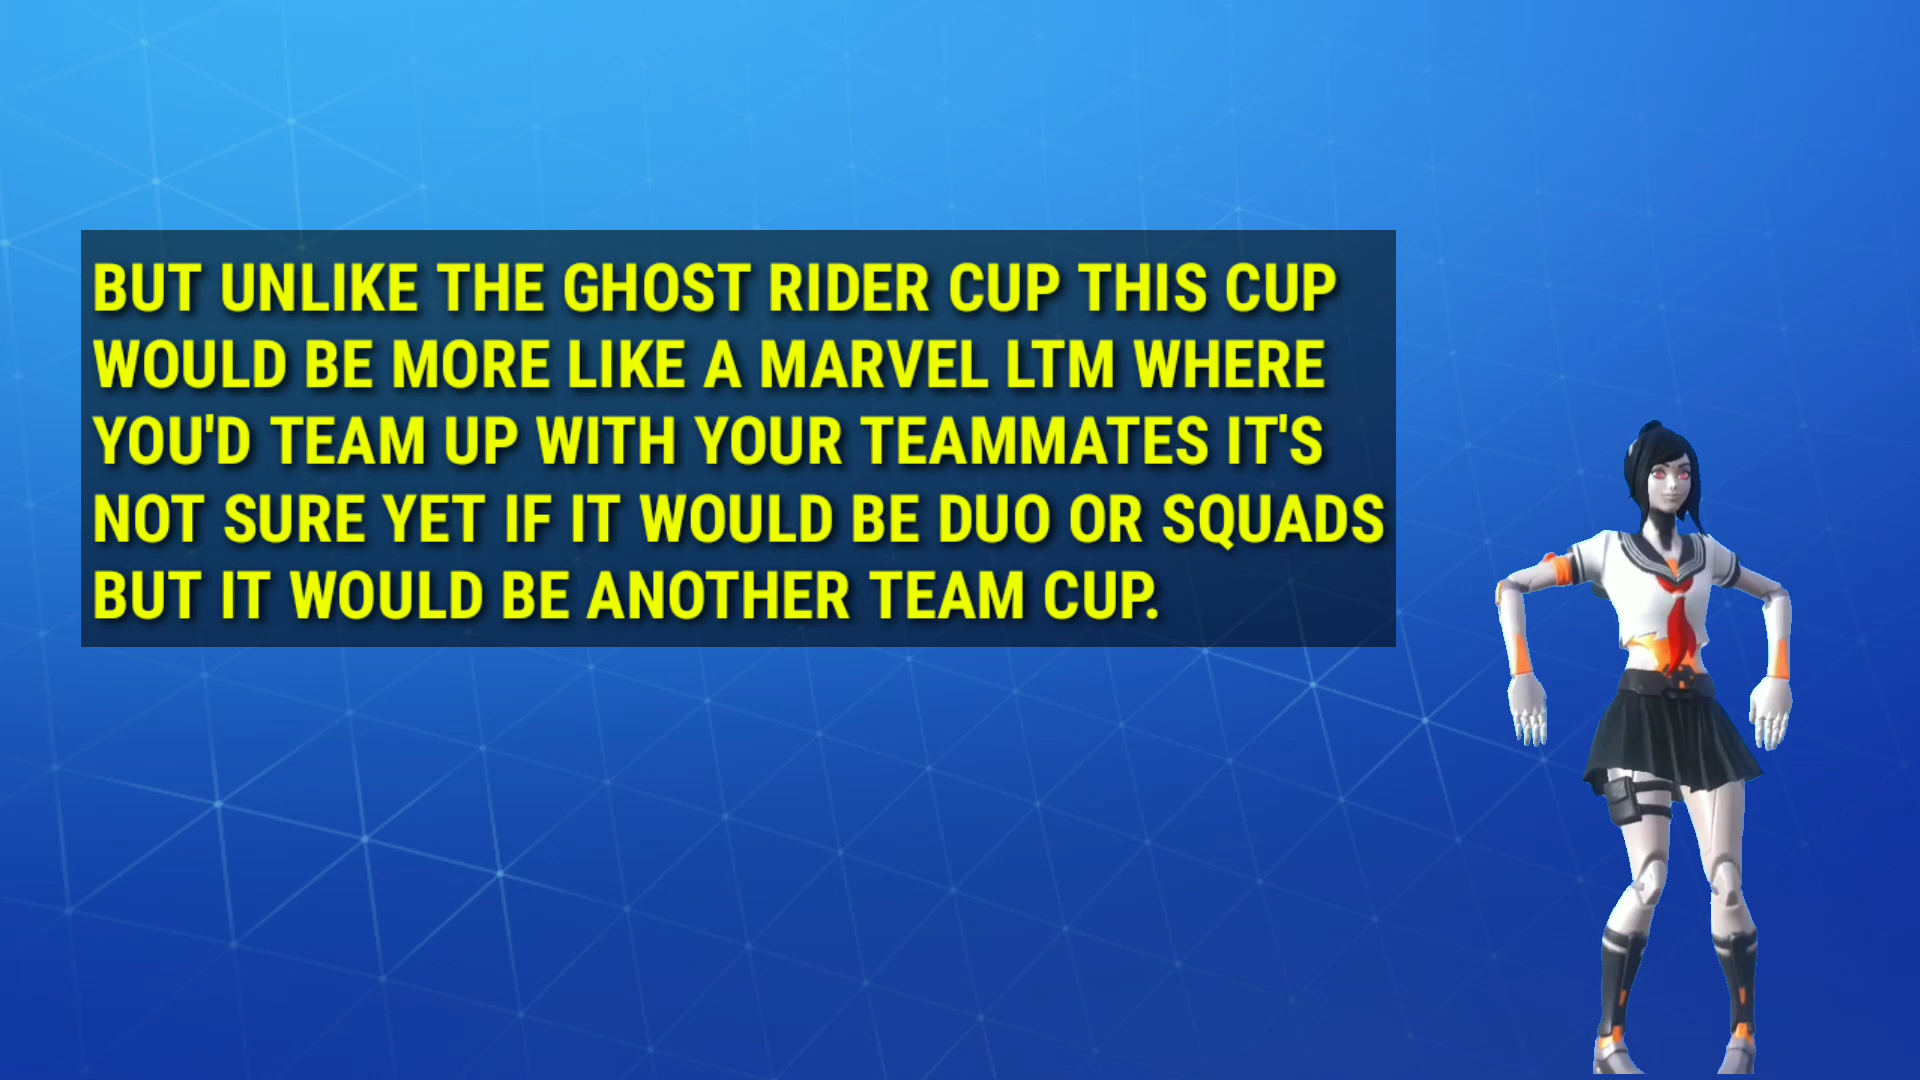 BUT UNLIKE THE GHOST RIDER CUP THIS CUP
WOULD BE MORE LIKE A MARVEL LTM WHERE
YOU'D TEAM UP WITH YOUR TEAMMATES IT'S
NOT SURE YET IF IT WOULD BE DUO OR SQUADS
BUT IT WOULD BE ANOTHER TEAM CUP.